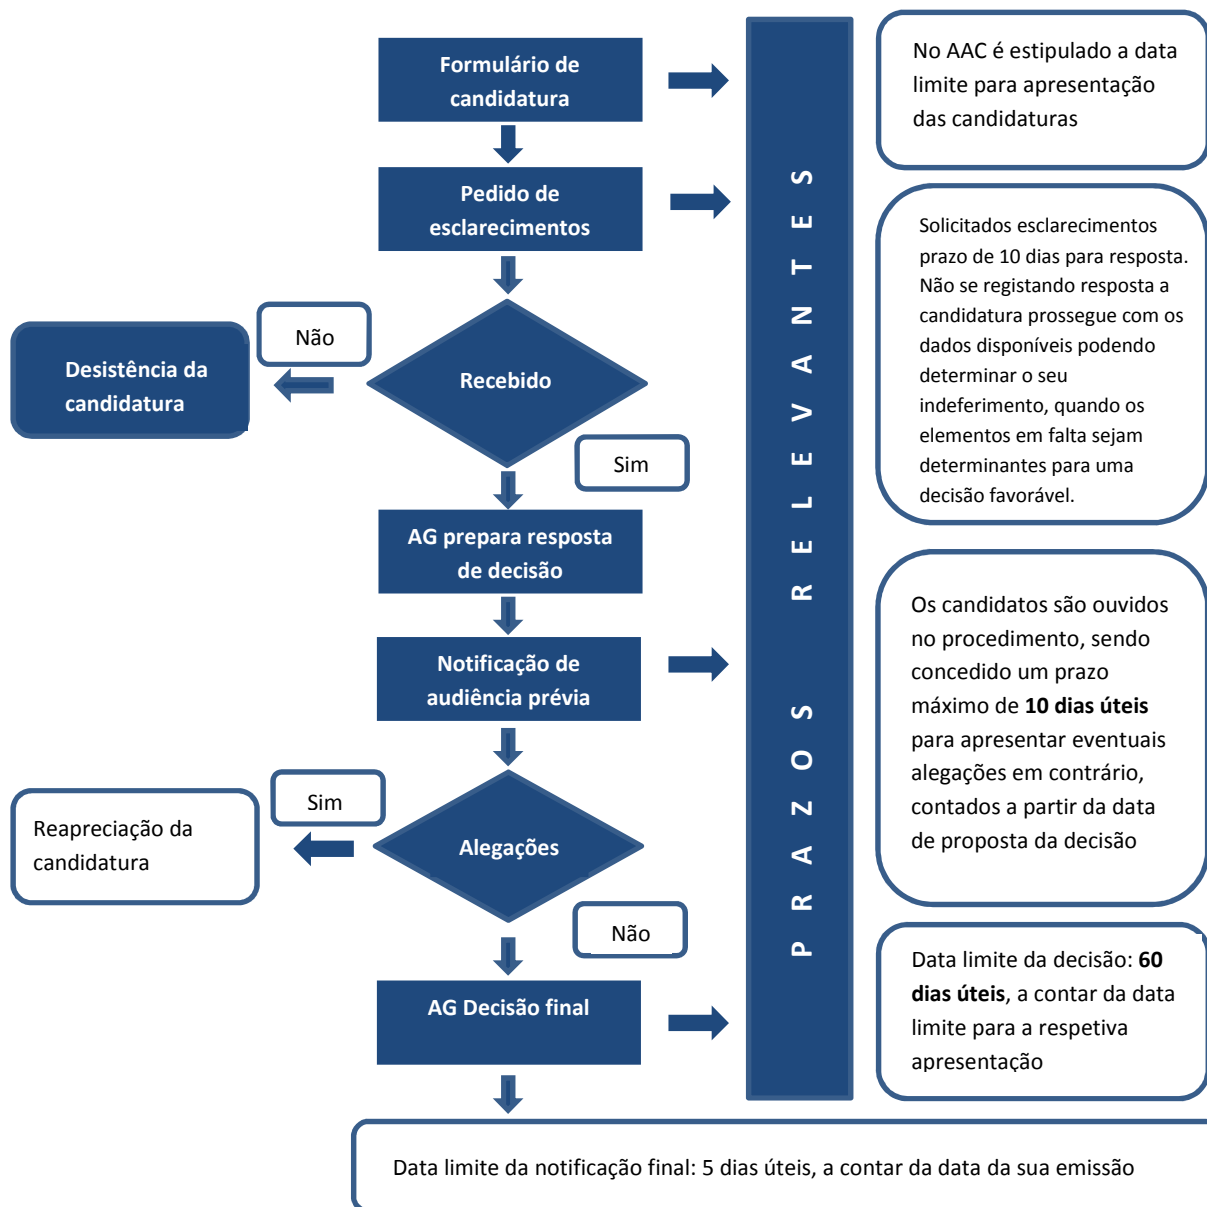 Formulário de
candidatura
No AAC é estipulado a data
limite para apresentação
das candidaturas
Pedido de
esclarecimentos
Solicitados esclarecimentos
prazo de 10 dias para resposta.
Não se registando resposta a
candidatura prossegue com os
dados disponíveis podendo
determinar o seu
indeferimento, quando os
elementos em falta sejam
determinantes para uma
decisão favorável.
Não
Desistência da
candidatura
Recebido
Sim
AG prepara resposta
de decisão
PRAZOS RELEVANTES
Notificação de
audiência prévia
Os candidatos são ouvidos
no procedimento, sendo
concedido um prazo
máximo de 10 dias úteis
para apresentar eventuais
alegações em contrário,
contados a partir da data
de proposta da decisão
Sim
Reapreciação da
candidatura
Alegações
Não
AG Decisão final
Data limite da decisão: 60
dias úteis, a contar da data
limite para a respetiva
apresentação
Data limite da notificação final: 5 dias úteis, a contar da data da sua emissão